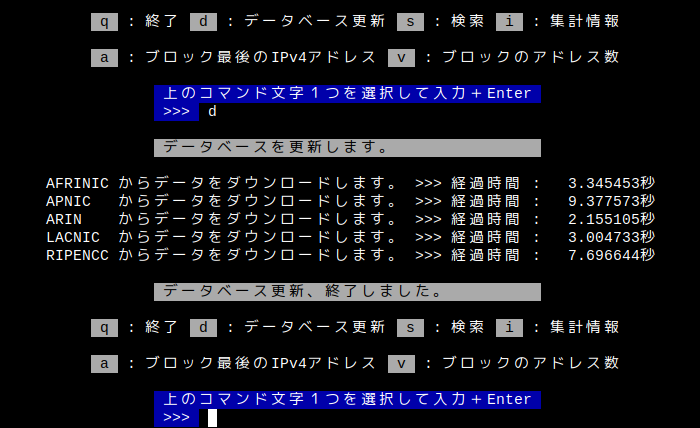 q : 終了 d : データベース更新 s : 検索 i : 集計情報
a : ブロック最後のIPv4アドレス v : ブロックのアドレス数
上のコマンド文字１つを選択して入力＋Enter
>>> d
データベースを更新します。
AFRINIC からデータをダウンロードします。 >>> 経過時間 : 3.345453秒
APNIC からデータをダウンロードします。 >>> 経過時間 : 9.377573秒
ARIN からデータをダウンロードします。 >>> 経過時間 : 2.155105秒
LACNIC からデータをダウンロードします。 >>> 経過時間 : 3.004733秒
RIPENCC からデータをダウンロードします。 >>> 経過時間 : 7.696644秒
データベース更新、終了しました。
q : 終了 d : データベース更新 s : 検索 i : 集計情報
a : ブロック最後のIPv4アドレス v : ブロックのアドレス数
上のコマンド文字１つを選択して入力＋Enter
>>>